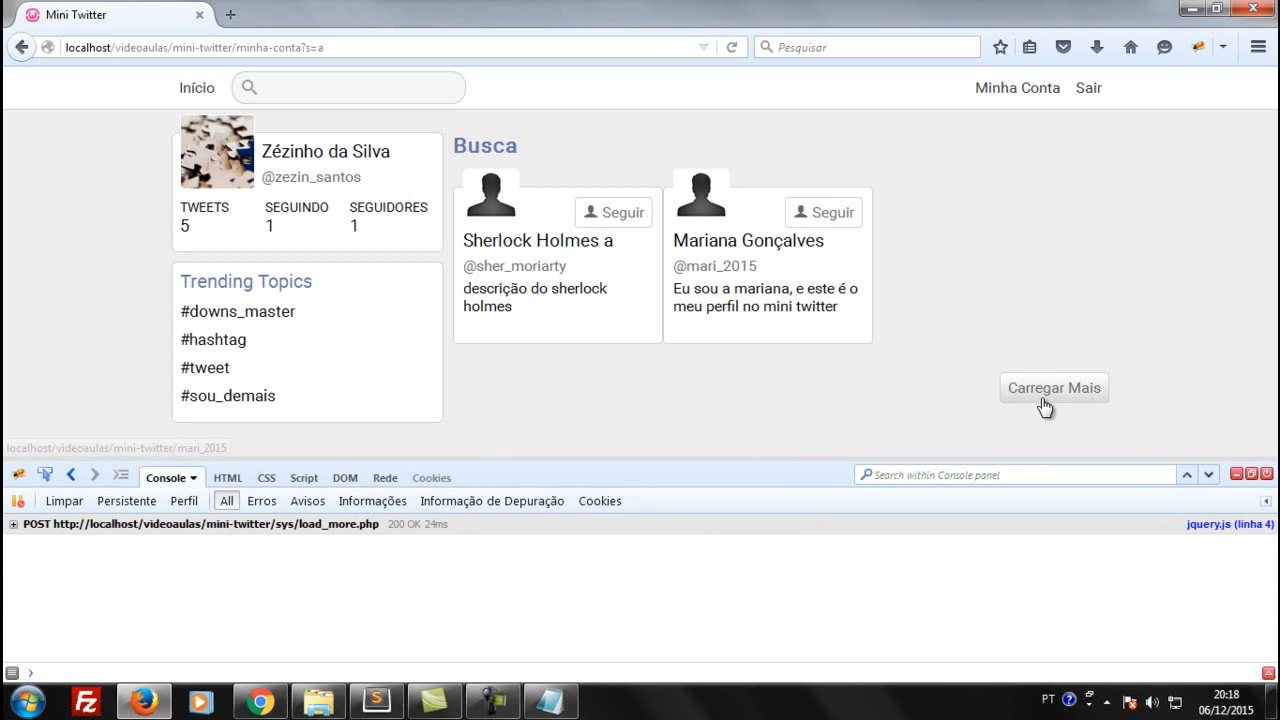 Mini Twitter
localhost/videoaulas/mini-twitter/minha-conta?s=a
Pesquisar
Início
Minha Conta
Sair
Zézinho da Silva
@zezin_santos
TWEETS SEGUINDO SEGUIDORES
5 1 1
Trending Topics
#downs_master
#hashtag
#tweet
#sou_demais
Busca
Seguir
Sherlock Holmes a
@sher_moriarty
descrição do sherlock
holmes
Seguir
Mariana Gonçalves
@mari_2015
Eu sou a mariana, e este é o
meu perfil no mini twitter
Carregar Mais
localhost/videoaulas/mini-twitter/mari_2015
Console HTML CSS Script DOM Rede Cookies
Search within Console panel
Limpar Persistente Perfil All Erros Avisos Informações Informação de Depuração Cookies
POST http://localhost/videoaulas/mini-twitter/sys/load_more.php 200 OK 24ms
jquery.js (linha 4)
PT
20:18
06/12/2015